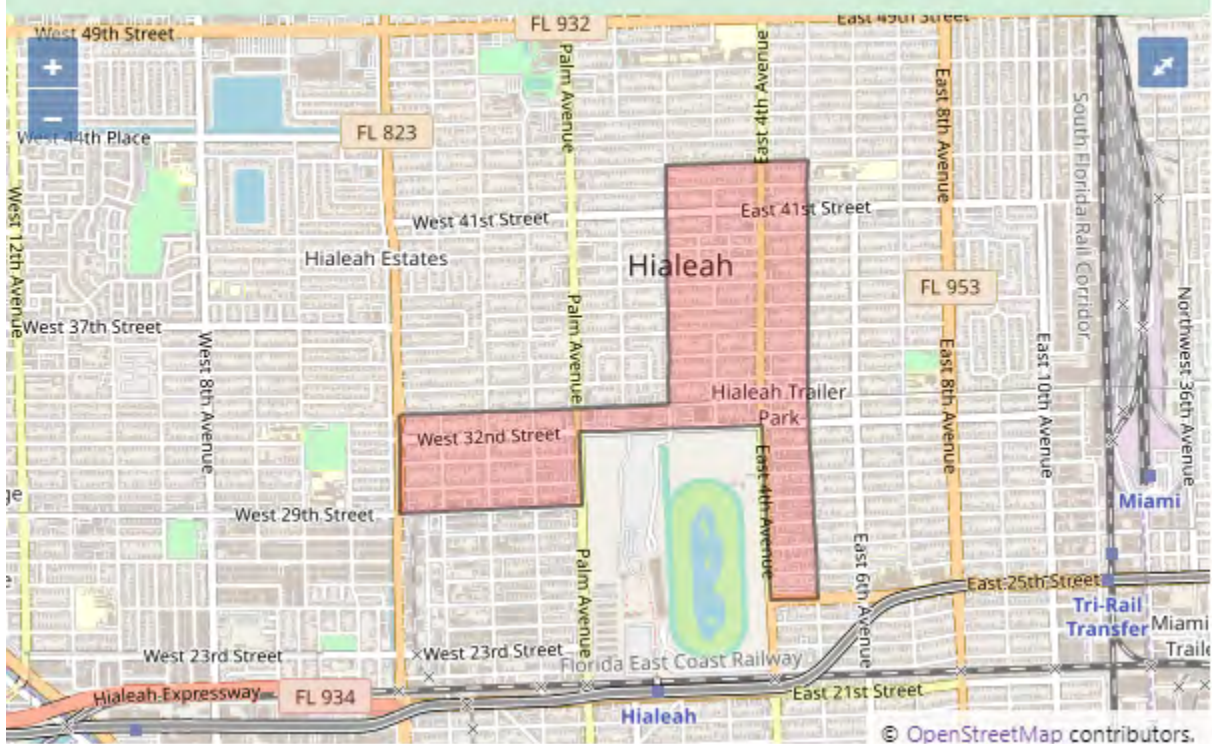 FL 932
East 49th Street
West 49th Street
+
−
West 44th Place
FL 823
Palm Avenue
East 4th Avenue
East 8th Avenue
South Florida Rail Corridor
West 12th Avenue
West 41st Street
East 41st Street
Hialeah Estates
Hialeah
FL 953
West 37th Street
Palm Avenue
West 8th Avenue
East 8th Avenue
East 10th Avenue
Northwest 36th Avenue
Hialeah Trailer
Park
West 32nd Street
East 4th Avenue
ge
Miami
West 29th Street
Palm Avenue
East 6th Avenue
East 25th Street
Tri-Rail
Transfer
Miami
Traile
West 23rd Street
West 23rd Street
Florida East Coast Railway
Hialeah Expressway
FL 934
East 21st Street
Hialeah
© OpenStreetMap contributors.